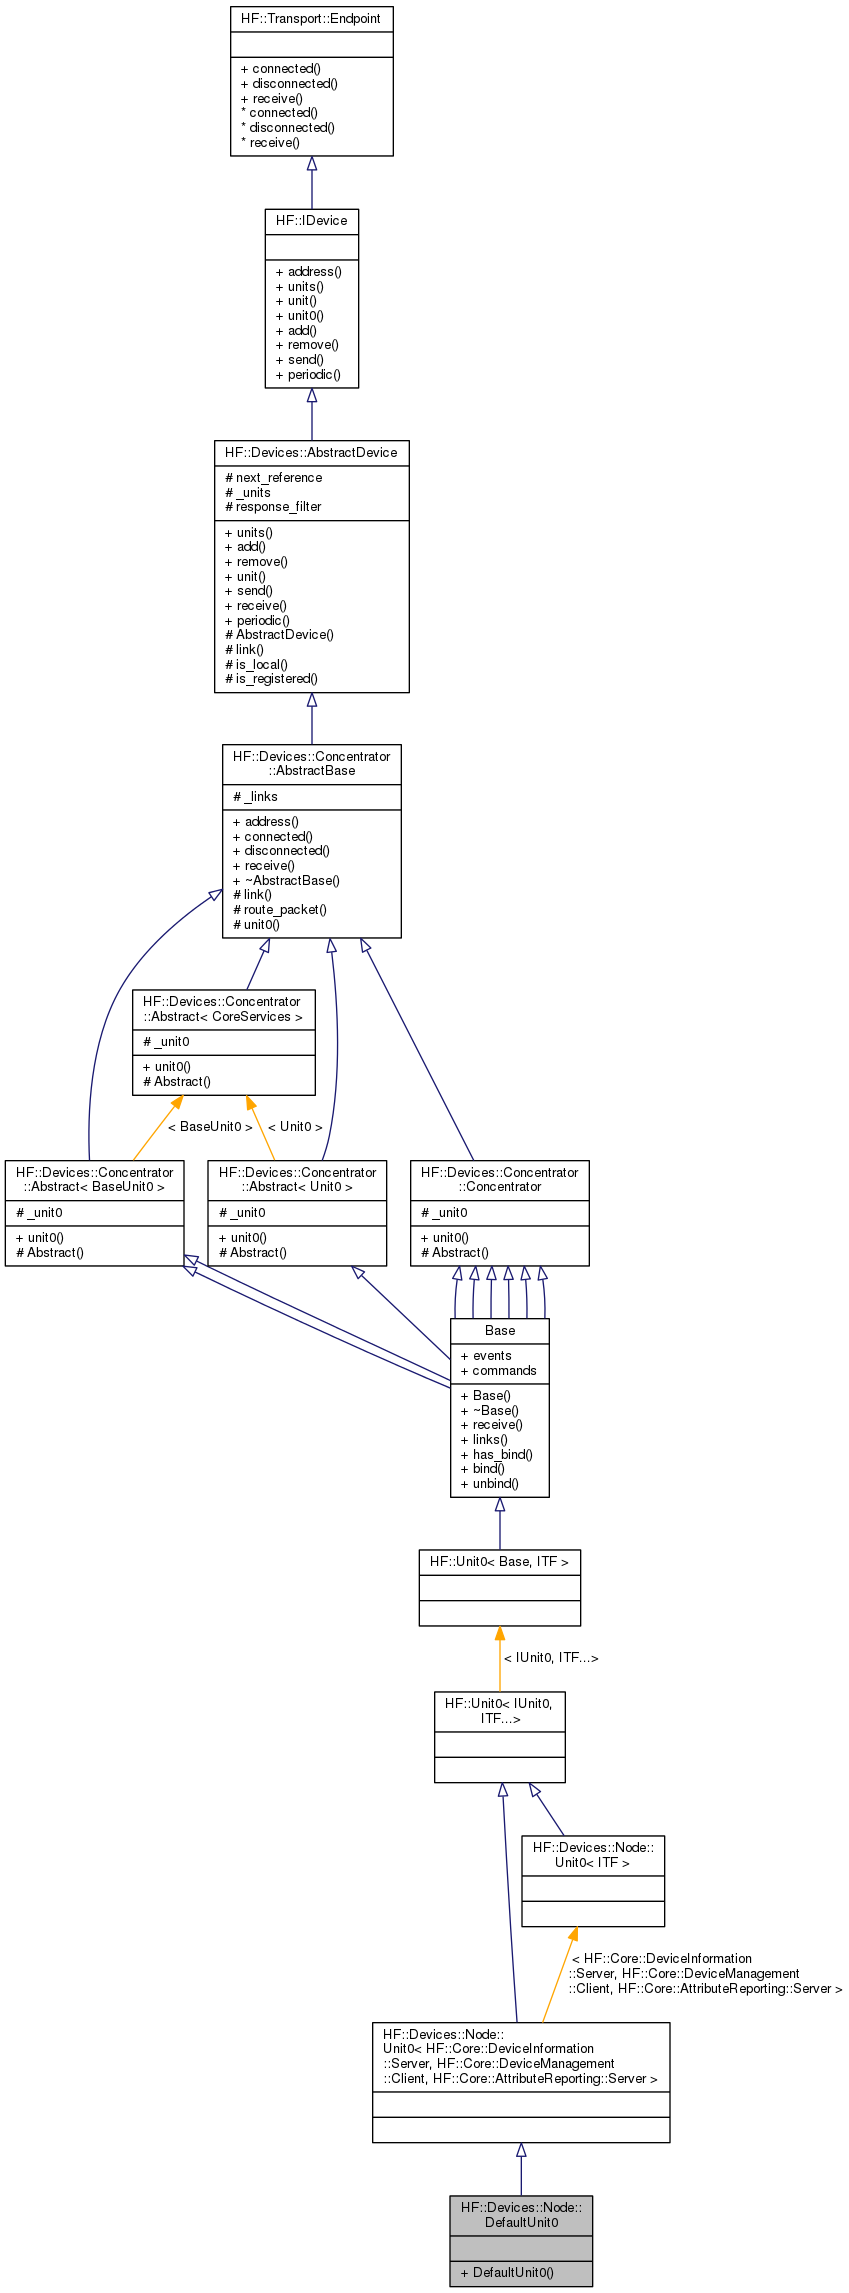 HF::Transport::Endpoint
+ connected()
+ disconnected()
+ receive()
* connected()
* disconnected()
* receive()
HF::IDevice
+ address()
+ units()
+ unit()
+ unit0()
+ add()
+ remove()
+ send()
+ periodic()
HF::Devices::AbstractDevice
# next_reference
# _units
# response_filter
+ units()
+ add()
+ remove()
+ unit()
+ send()
+ receive()
+ periodic()
# AbstractDevice()
# link()
# is_local()
# is_registered()
HF::Devices::Concentrator
::AbstractBase
# _links
+ address()
+ connected()
+ disconnected()
+ receive()
+ ~AbstractBase()
# link()
# route_packet()
# unit0()
HF::Devices::Concentrator
::Abstract< CoreServices >
# _unit0
+ unit0()
# Abstract()
< BaseUnit0 >
< Unit0 >
HF::Devices::Concentrator
::Abstract< BaseUnit0 >
# _unit0
+ unit0()
# Abstract()
HF::Devices::Concentrator
::Abstract< Unit0 >
# _unit0
+ unit0()
# Abstract()
HF::Devices::Concentrator
::Concentrator
# _unit0
+ unit0()
# Abstract()
Base
+ events
+ commands
+ Base()
+ ~Base()
+ receive()
+ links()
+ has_bind()
+ bind()
+ unbind()
HF::Unit0< Base, ITF >
< IUnit0, ITF...>
HF::Unit0< IUnit0,
ITF...>
HF::Devices::Node::
Unit0< ITF >
< HF::Core::DeviceInformation
::Server, HF::Core::DeviceManagement
::Client, HF::Core::AttributeReporting::Server >
HF::Devices::Node::
Unit0< HF::Core::DeviceInformation
::Server, HF::Core::DeviceManagement
::Client, HF::Core::AttributeReporting::Server >
HF::Devices::Node::
DefaultUnit0
+ DefaultUnit0()